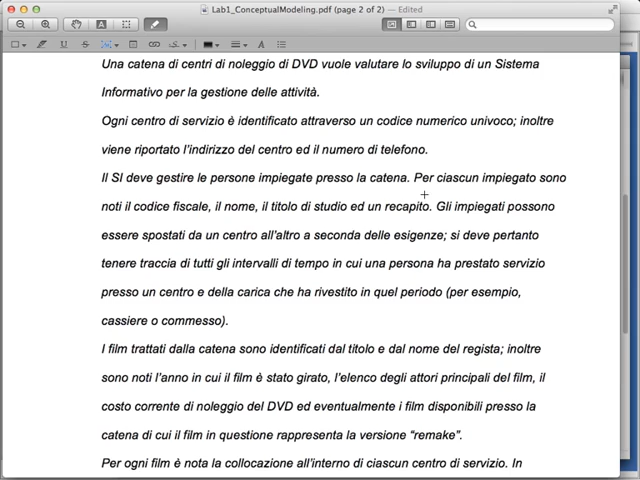 Lab1_ConceptualModeling.pdf (page 2 of 2) — Edited
Una catena di centri di noleggio di DVD vuole valutare lo sviluppo di un Sistema
Informativo per la gestione delle attività.
Ogni centro di servizio è identificato attraverso un codice numerico univoco; inoltre
viene riportato l'indirizzo del centro ed il numero di telefono.
Il SI deve gestire le persone impiegate presso la catena. Per ciascun impiegato sono
noti il codice fiscale, il nome, il titolo di studio ed un recapito. Gli impiegati possono
essere spostati da un centro all'altro a seconda delle esigenze; si deve pertanto
tenere traccia di tutti gli intervalli di tempo in cui una persona ha prestato servizio
presso un centro e della carica che ha rivestito in quel periodo (per esempio,
cassiere o commesso).
I film trattati dalla catena sono identificati dal titolo e dal nome del regista; inoltre
sono noti l'anno in cui il film è stato girato, l'elenco degli attori principali del film, il
costo corrente di noleggio del DVD ed eventualmente i film disponibili presso la
catena di cui il film in questione rappresenta la versione “remake”.
Per ogni film è nota la collocazione all'interno di ciascun centro di servizio. In